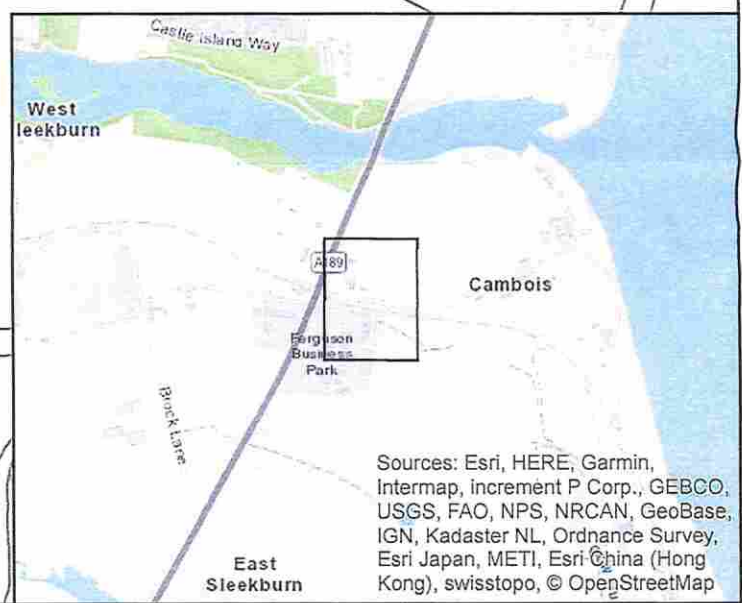 Castle Island Way
West
leekburn
A189
Cambois
Ferguson
Business
Park
Brock Lane
East
Sleekburn
Sources: Esri, HERE, Garmin,
Intermap, increment P Corp., GEBCO,
USGS, FAO, NPS, NRCAN, GeoBase,
IGN, Kadaster NL, Ordnance Survey,
Esri Japan, METI, Esri China (Hong
Kong), swisstopo, © OpenStreetMap